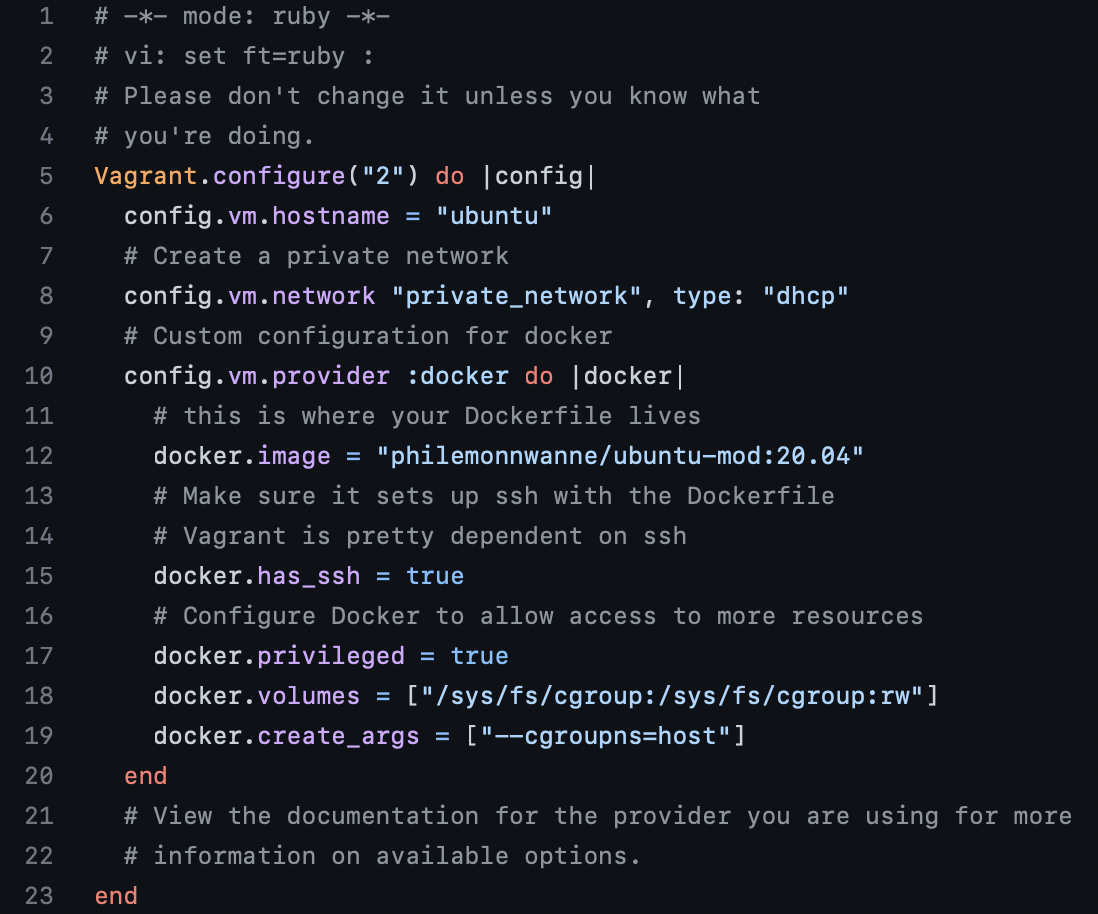 1 # -*- mode: ruby -*-
2 # vi: set ft=ruby :
3 # Please don't change it unless you know what
4 # you're doing.
5 Vagrant.configure("2") do |config|
6   config.vm.hostname = "ubuntu"
7   # Create a private network
8   config.vm.network "private_network", type: "dhcp"
9   # Custom configuration for docker
10   config.vm.provider :docker do |docker|
11     # this is where your Dockerfile lives
12     docker.image = "philemonnwanne/ubuntu-mod:20.04"
13     # Make sure it sets up ssh with the Dockerfile
14     # Vagrant is pretty dependent on ssh
15     docker.has_ssh = true
16     # Configure Docker to allow access to more resources
17     docker.privileged = true
18     docker.volumes = ["/sys/fs/cgroup:/sys/fs/cgroup:rw"]
19     docker.create_args = ["--cgroupns=host"]
20   end
21   # View the documentation for the provider you are using for more
22   # information on available options.
23 end